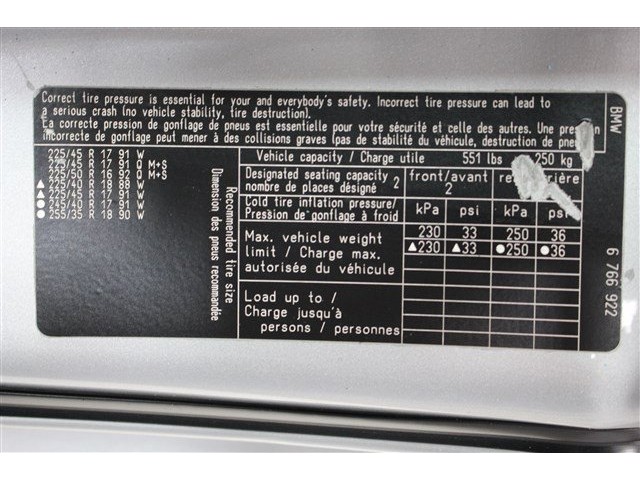 Correct tire pressure is essential for your and everybody's safety. Incorrect tire pressure can lead to
a serious crash (no vehicle stability, tire destruction).
La correcte pression de gonflage de pneus est essentielle pour votre sécurité et celle des autres. Une pression
incorrecte de gonflage peut mener à des collisions graves (pas de stabilité du véhicule, destruction de pneu
BMW
6 766 922
225/45 R 17 91 W
225/45 R 17 91 Q M+S
225/50 R 16 92 Q M+S
▲ 225/40 R 18 88 W
▲ 225/45 R 17 91 W
● 245/40 R 17 91 W
● 255/35 R 18 90 W
Recommended tire size
Dimension des pneus recommandée
Vehicle capacity / Charge utile 551 lbs 250 kg
Designated seating capacity
nombre de places désigné 2
front/avant
2
Cold tire inflation pressure/
Pression de gonflage à froid
kPa psi kPa psi
Max. vehicle weight
limit / Charge max.
autorisée du véhicule
230 33 250 36
▲230 ▲33 ●250 ●36
Load up to /
Charge jusqu'à
persons / personnes